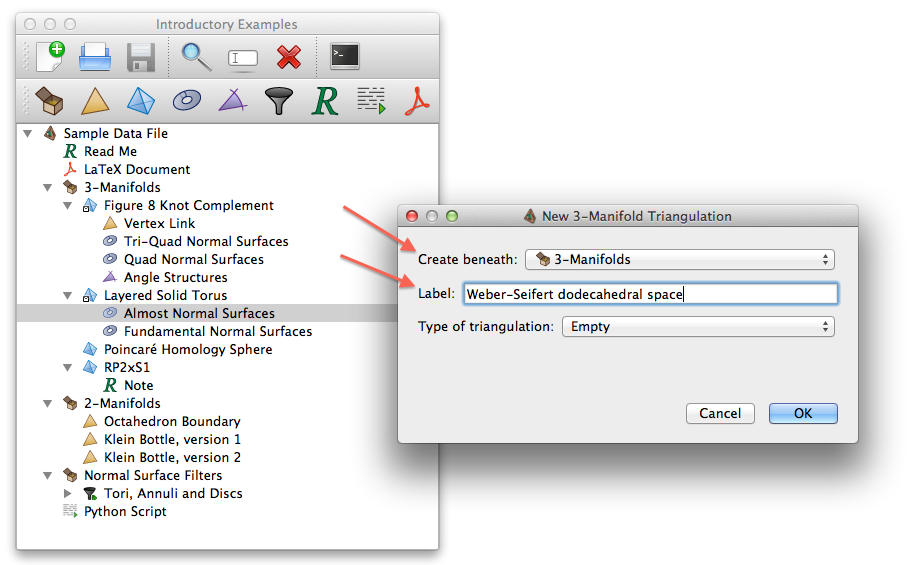 Introductory Examples
Sample Data File
Read Me
LaTeX Document
3-Manifolds
Figure 8 Knot Complement
Vertex Link
Tri-Quad Normal Surfaces
Quad Normal Surfaces
Angle Structures
Layered Solid Torus
Almost Normal Surfaces
Fundamental Normal Surfaces
Poincaré Homology Sphere
RP2xS1
Note
2-Manifolds
Octahedron Boundary
Klein Bottle, version 1
Klein Bottle, version 2
Normal Surface Filters
Tori, Annuli and Discs
Python Script
New 3-Manifold Triangulation
Create beneath: 3-Manifolds
Label: Weber-Seifert dodecahedral space
Type of triangulation: Empty
Cancel OK